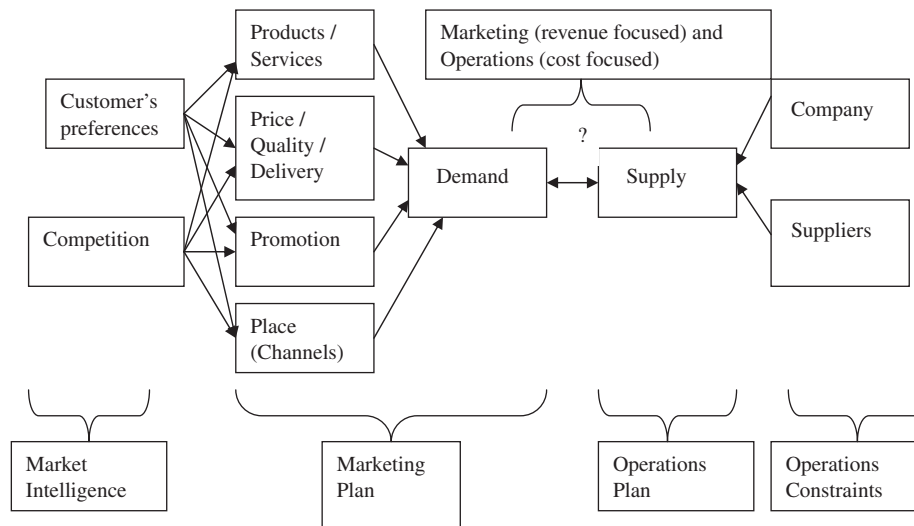 Products /
Services
Marketing (revenue focused) and
Operations (cost focused)
Customer's
preferences
Price /
Quality /
Delivery
Company
?
Demand
Supply
Competition
Promotion
Suppliers
Place
(Channels)
Market
Intelligence
Marketing
Plan
Operations
Plan
Operations
Constraints